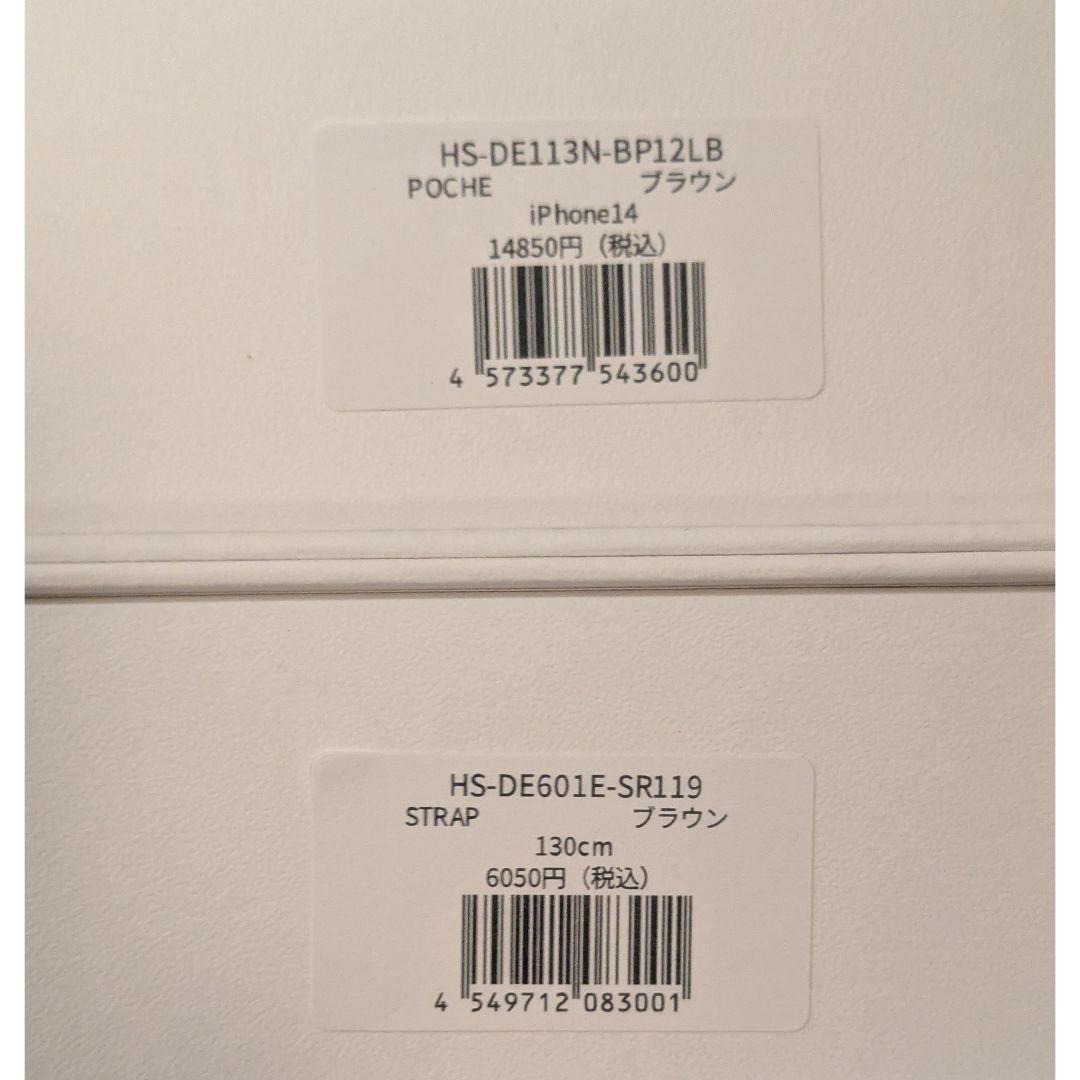 HS-DE113N-BP12LB
POCHE ブラウン
iPhone14
14850円（税込）
4 573377 543600
HS-DE601E-SR119
STRAP ブラウン
130cm
6050円（税込）
4 549712 083001